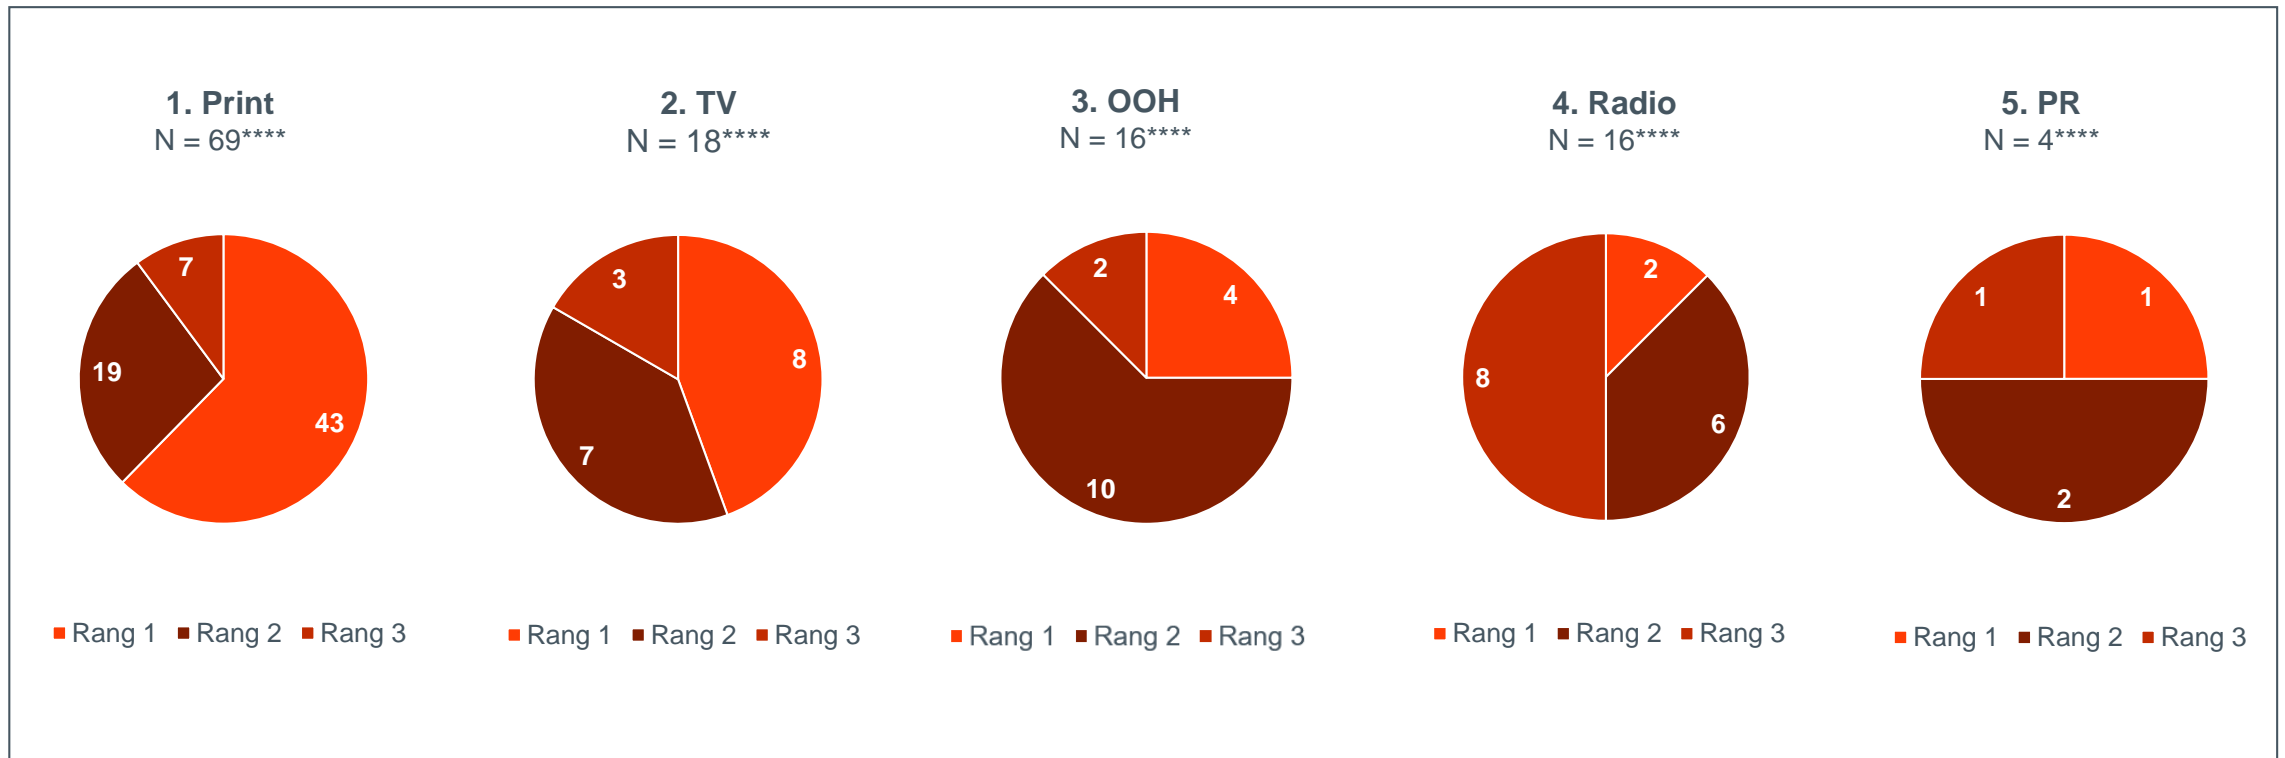 1. Print
N = 69****
7
19
43
Rang 1 Rang 2 Rang 3
2. TV
N = 18****
3
8
7
Rang 1 Rang 2 Rang 3
3. OOH
N = 16****
2
4
10
Rang 1 Rang 2 Rang 3
4. Radio
N = 16****
2
8
6
Rang 1 Rang 2 Rang 3
5. PR
N = 4****
1
1
2
Rang 1 Rang 2 Rang 3